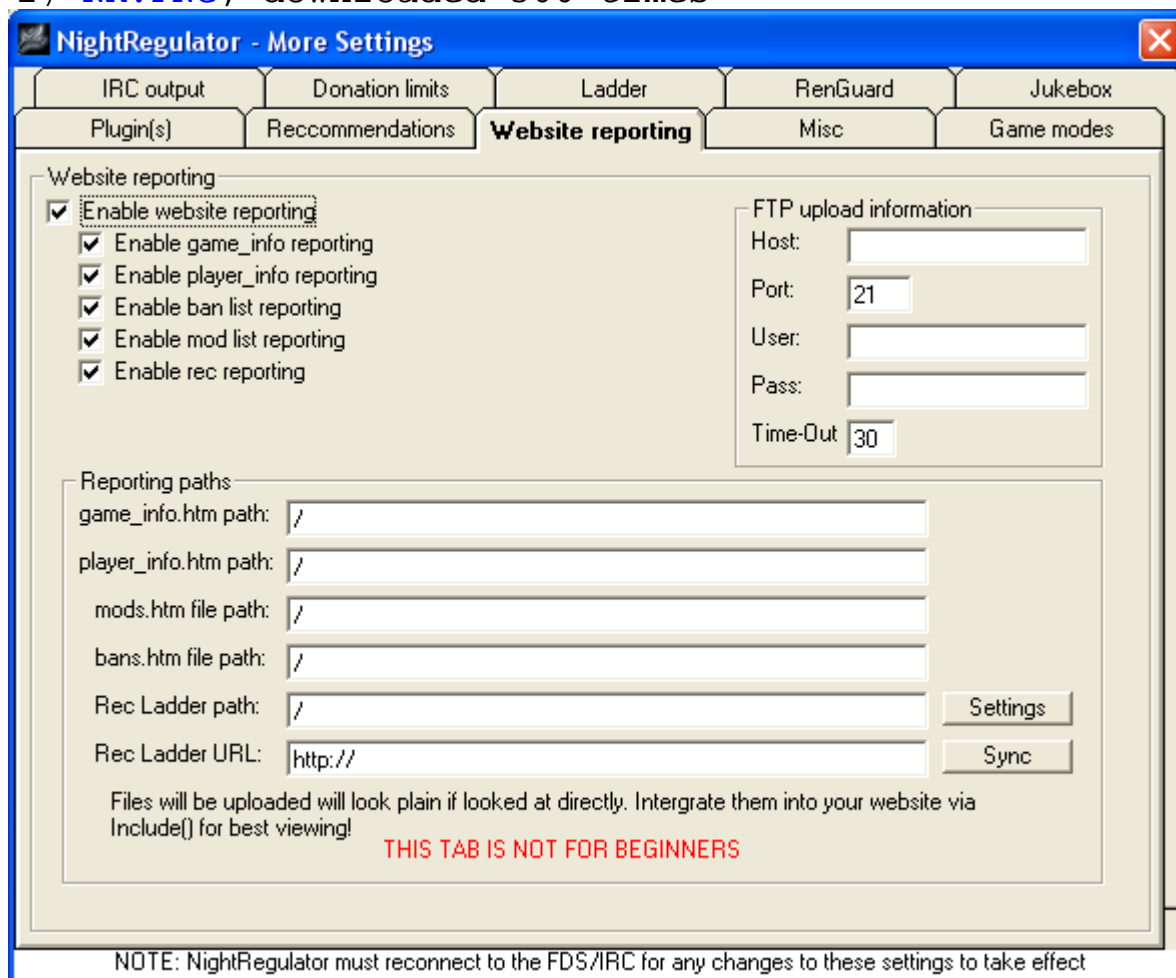 NightRegulator - More Settings
IRC output Donation limits Ladder RenGuard Jukebox
Plugin(s) Reccommendations Website reporting Misc Game modes
Website reporting
Enable website reporting
Enable game_info reporting
Enable player_info reporting
Enable ban list reporting
Enable mod list reporting
Enable rec reporting
FTP upload information
Host:
Port: 21
User:
Pass:
Time-Out 30
Reporting paths
game_info.htm path: /
player_info.htm path: /
mods.htm file path: /
bans.htm file path: /
Rec Ladder path: / Settings
Rec Ladder URL: http:// Sync
Files will be uploaded will look plain if looked at directly. Intergrate them into your website via
Include() for best viewing!
THIS TAB IS NOT FOR BEGINNERS
NOTE: NightRegulator must reconnect to the FDS/IRC for any changes to these settings to take effect